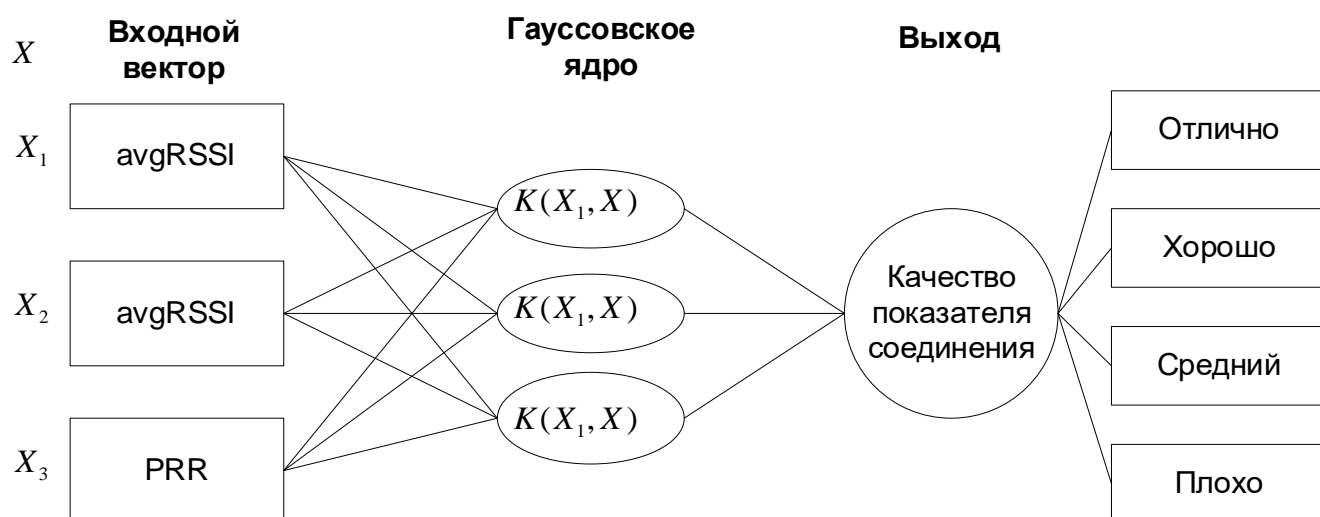 X
Входной
вектор
Гауссовское
ядро
Выход
X₁
avgRSSI
X₂
avgRSSI
X₃
PRR
K(X₁, X)
K(X₁, X)
K(X₁, X)
Качество
показателя
соединения
Отлично
Хорошо
Средний
Плохо